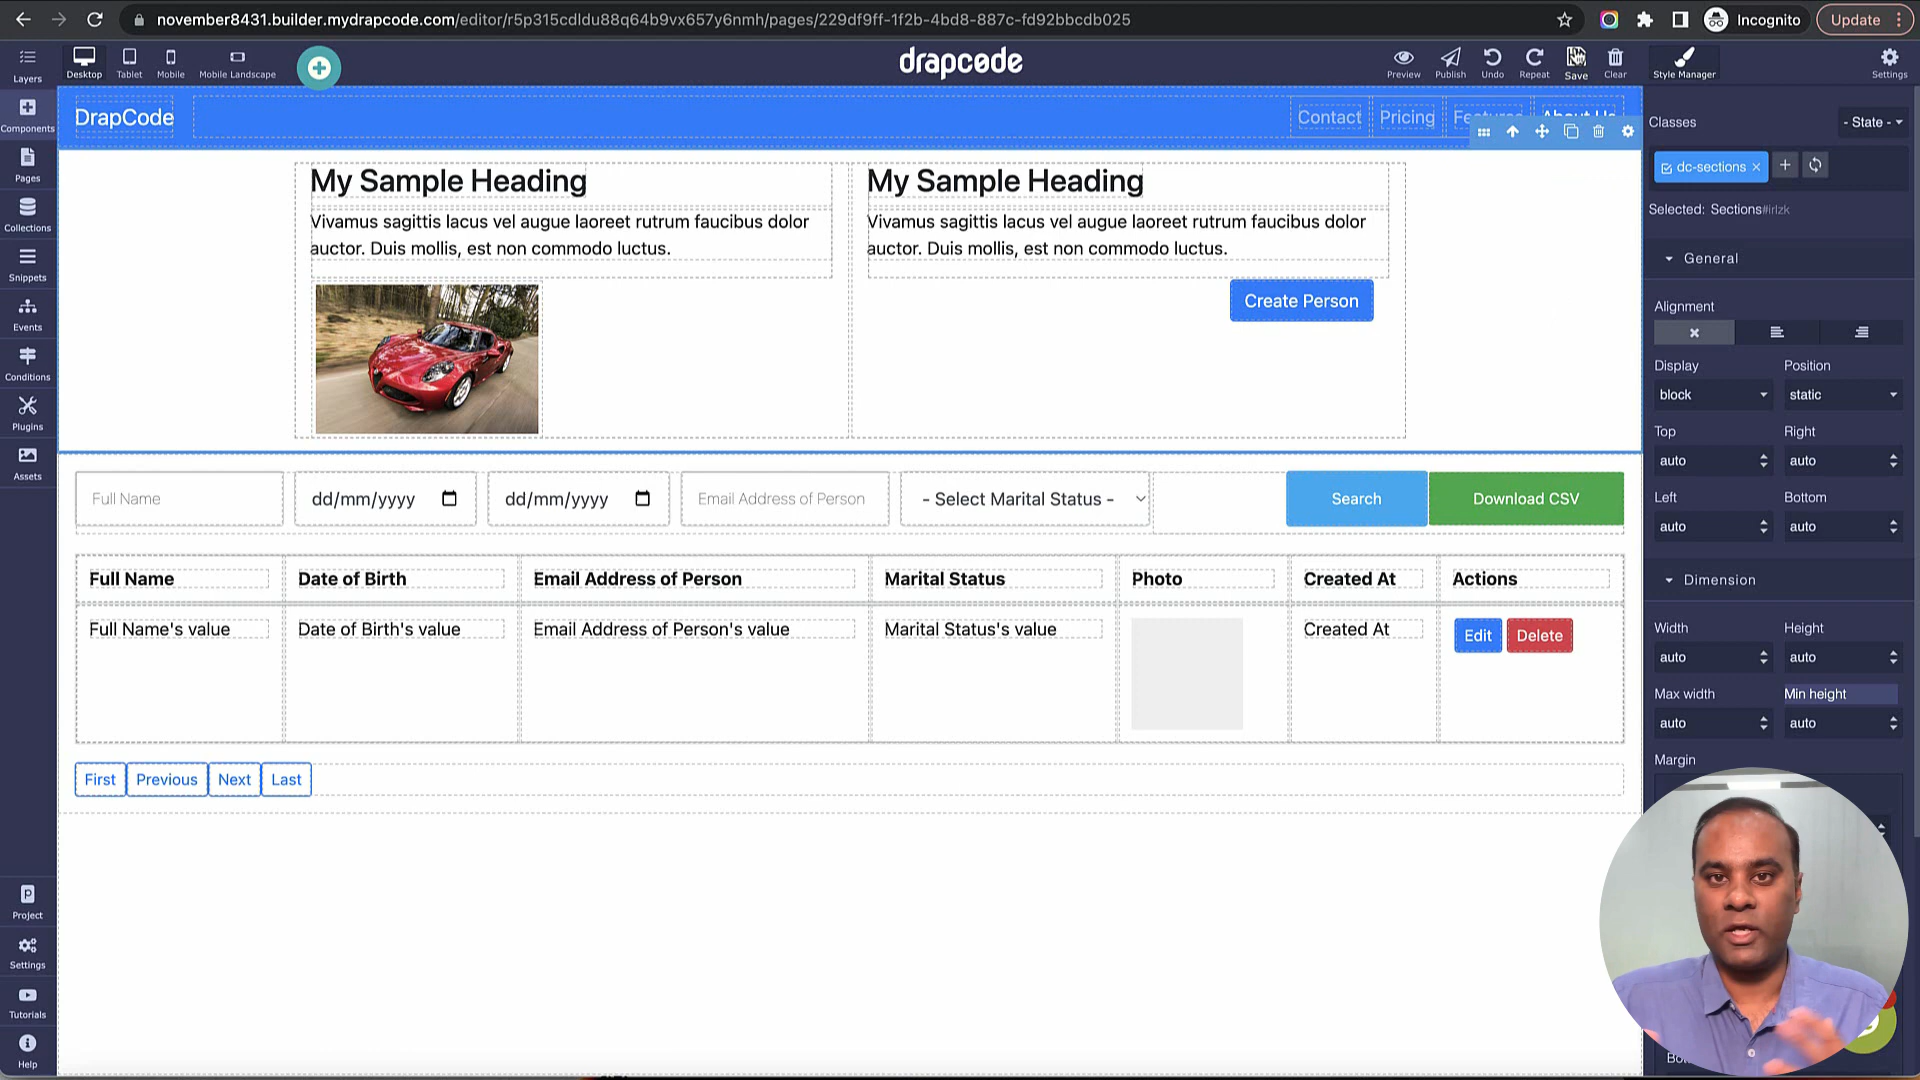 november8431.builder.mydrapcode.com/editor/r5p315cdldu88q64b9vx657y6nmh/pages/229df9ff-1f2b-4bd8-887c-fd92bbcdb025
Incognito
Update
Layers
Desktop
Tablet
Mobile
Mobile Landscape
drapcode
Preview
Publish
Undo
Repeat
Save
Clear
Style Manager
Settings
Components
Pages
Collections
Snippets
Events
Conditions
Plugins
Assets
Project
Settings
Tutorials
Help
DrapCode
Contact
Pricing
Features
About Us
My Sample Heading
Vivamus sagittis lacus vel augue laoreet rutrum faucibus dolor
auctor. Duis mollis, est non commodo luctus.
My Sample Heading
Vivamus sagittis lacus vel augue laoreet rutrum faucibus dolor
auctor. Duis mollis, est non commodo luctus.
Create Person
Full Name
dd/mm/yyyy
dd/mm/yyyy
Email Address of Person
- Select Marital Status -
Search
Download CSV
Full Name
Date of Birth
Email Address of Person
Marital Status
Photo
Created At
Actions
Full Name's value
Date of Birth's value
Email Address of Person's value
Marital Status's value
Created At
Edit
Delete
First
Previous
Next
Last
Classes
- State -
dc-sections
Selected: Sections#irlzk
General
Alignment
Display
Position
block
static
Top
Right
auto
auto
Left
Bottom
auto
auto
Dimension
Width
Height
auto
auto
Max width
Min height
auto
auto
Margin